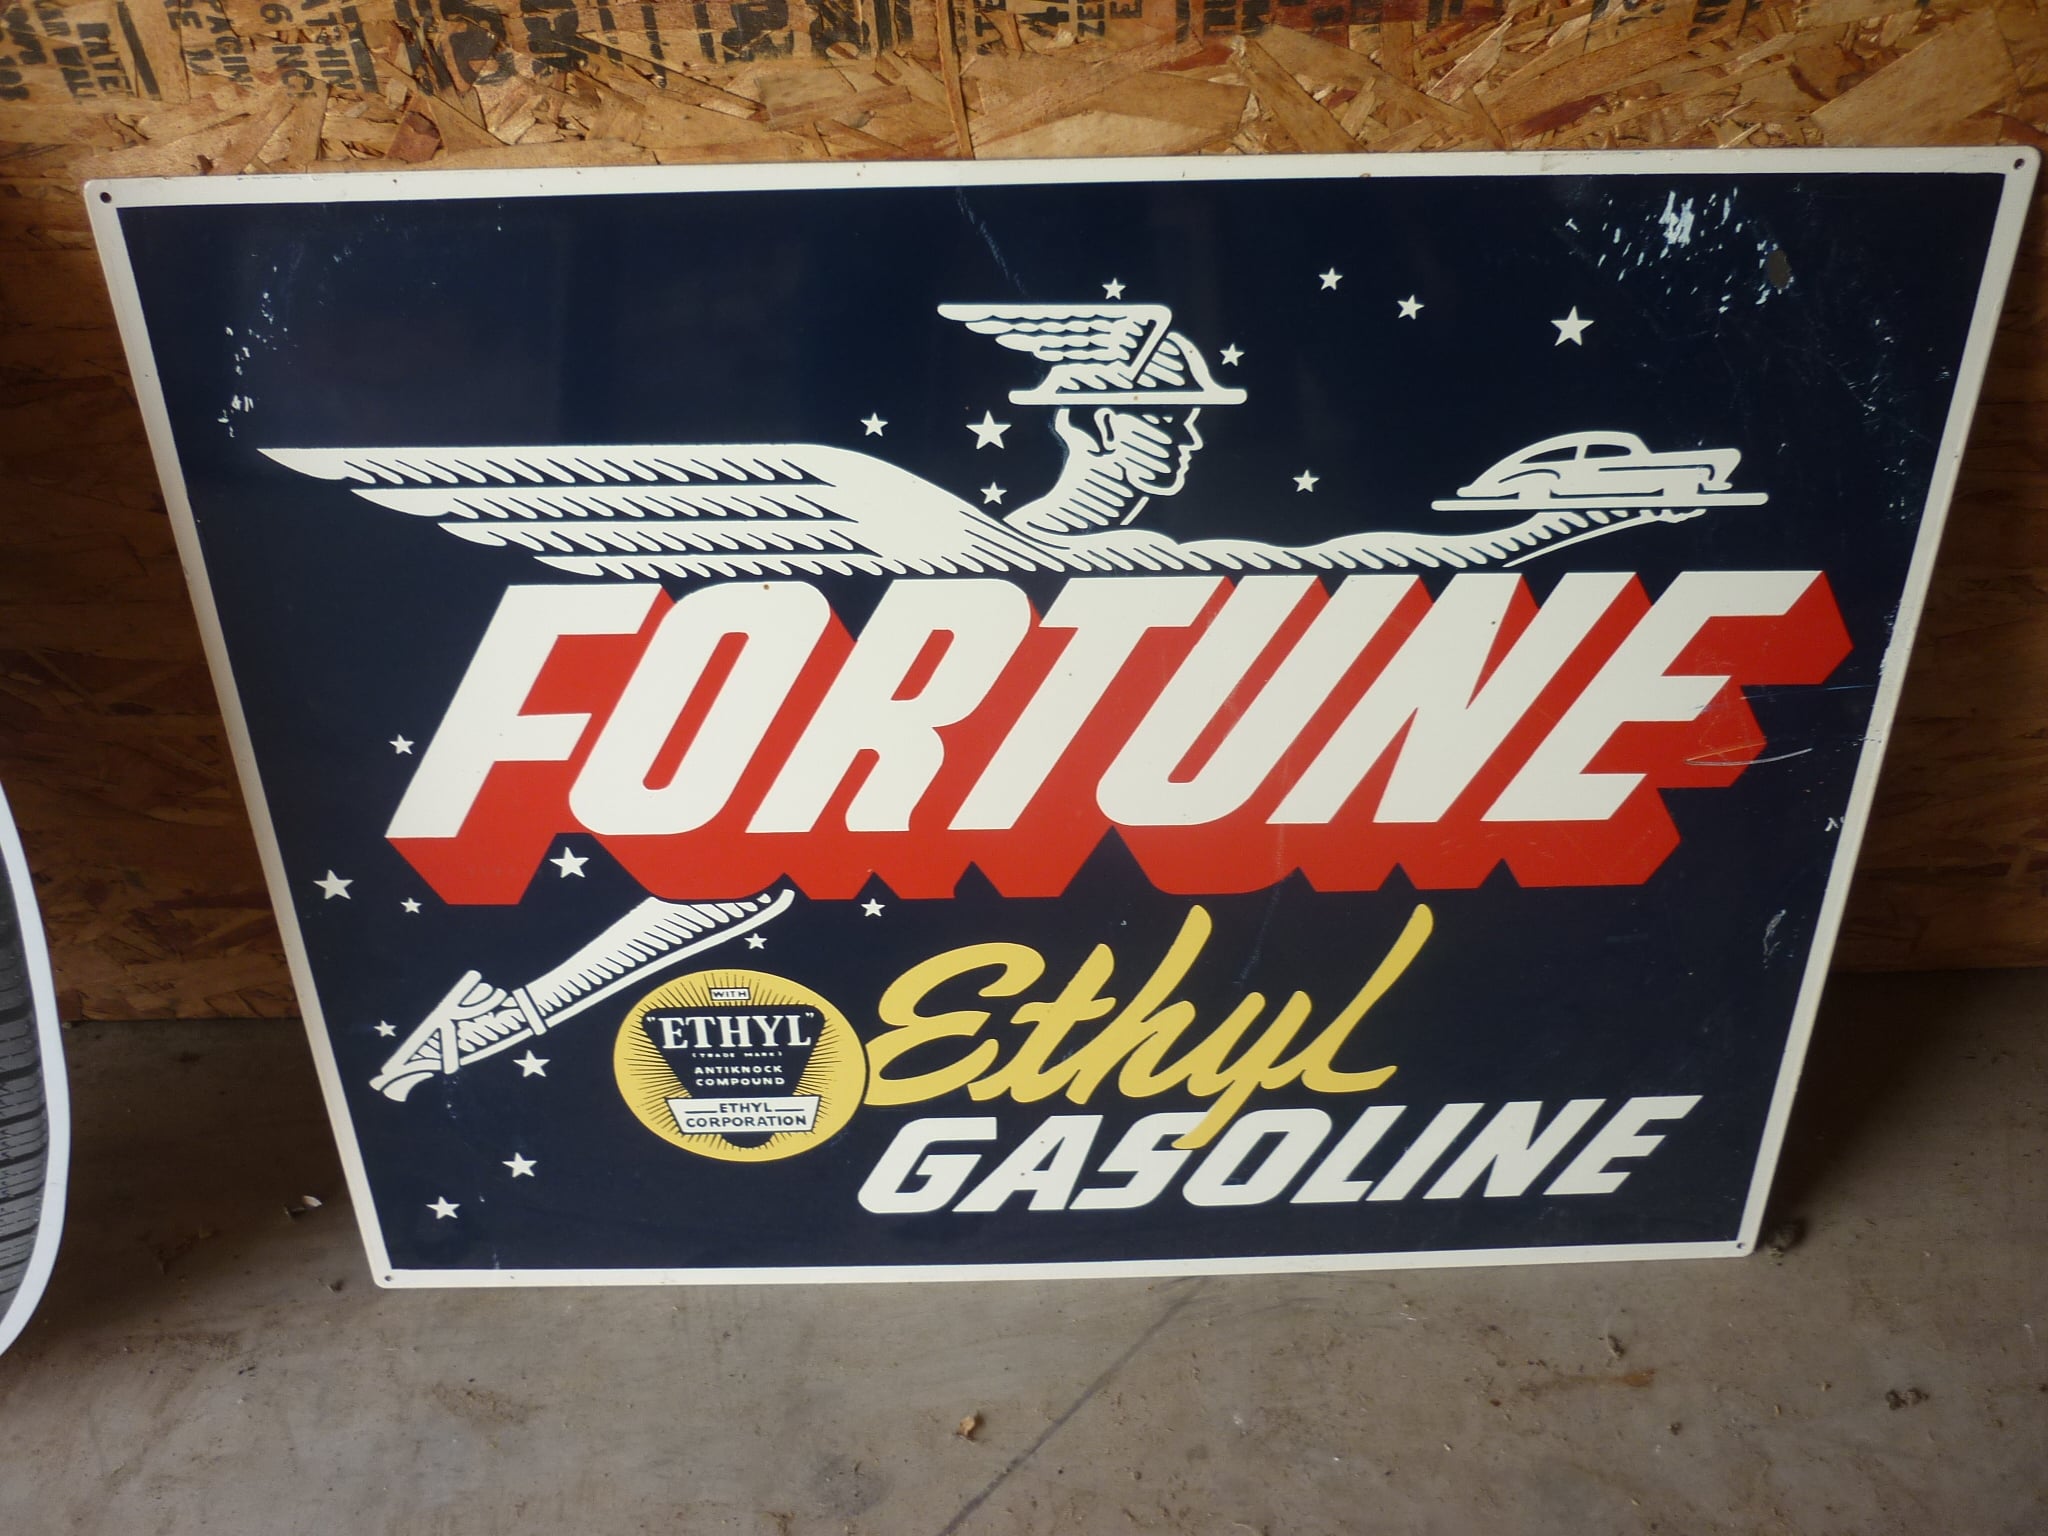 FORTUNE
Ethyl
GASOLINE
WITH
"ETHYL"
(TRADE MARK)
ANTIKNOCK
COMPOUND
ETHYL
CORPORATION